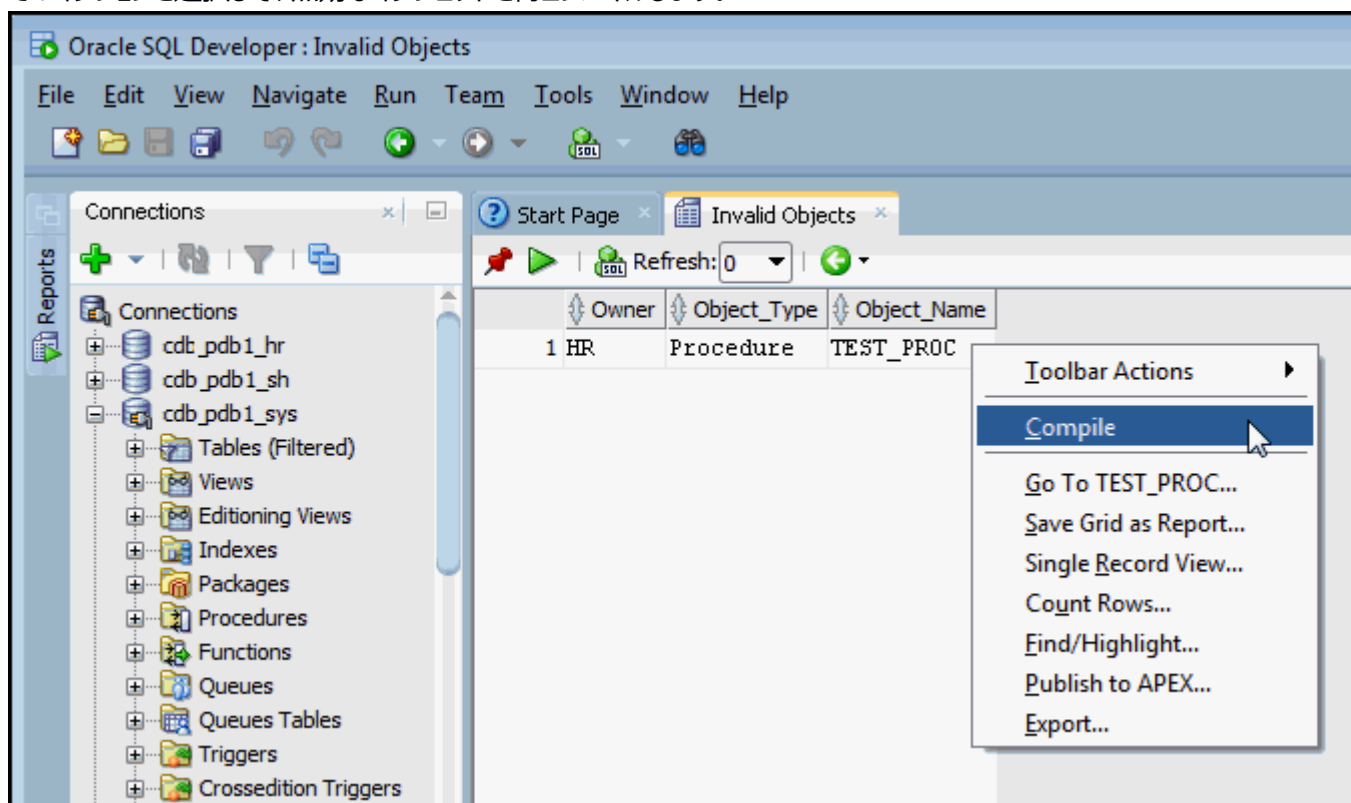 Oracle SQL Developer : Invalid Objects
File Edit View Navigate Run Team Tools Window Help
Connections
Start Page
Invalid Objects
Reports
Refresh: 0
Owner Object_Type Object_Name
1 HR Procedure TEST_PROC
Connections
cdb_pdb1_hr
cdb_pdb1_sh
cdb_pdb1_sys
Tables (Filtered)
Views
Editioning Views
Indexes
Packages
Procedures
Functions
Queues
Queues Tables
Triggers
Crossedition Triggers
Toolbar Actions
Compile
Go To TEST_PROC...
Save Grid as Report...
Single Record View...
Count Rows...
Find/Highlight...
Publish to APEX...
Export...